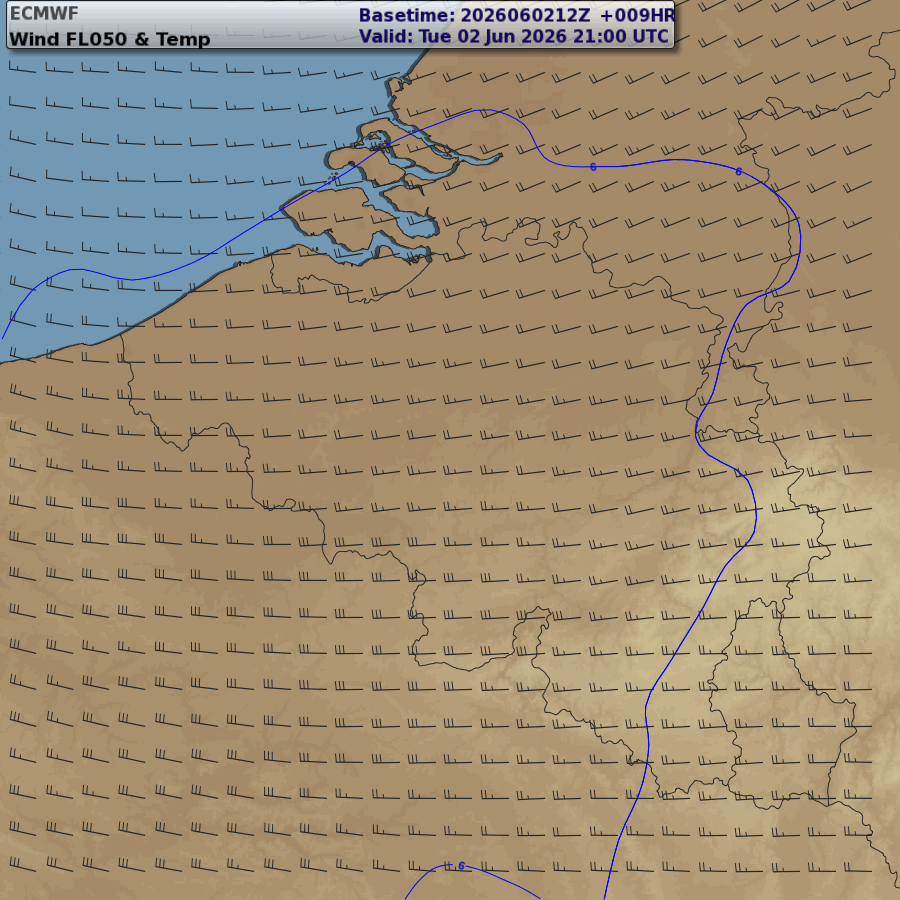 ECMWF
Basetime: 2026060212Z +009HR
Wind FL050 & Temp
Valid: Tue 02 Jun 2026 21:00 UTC
6
6
6